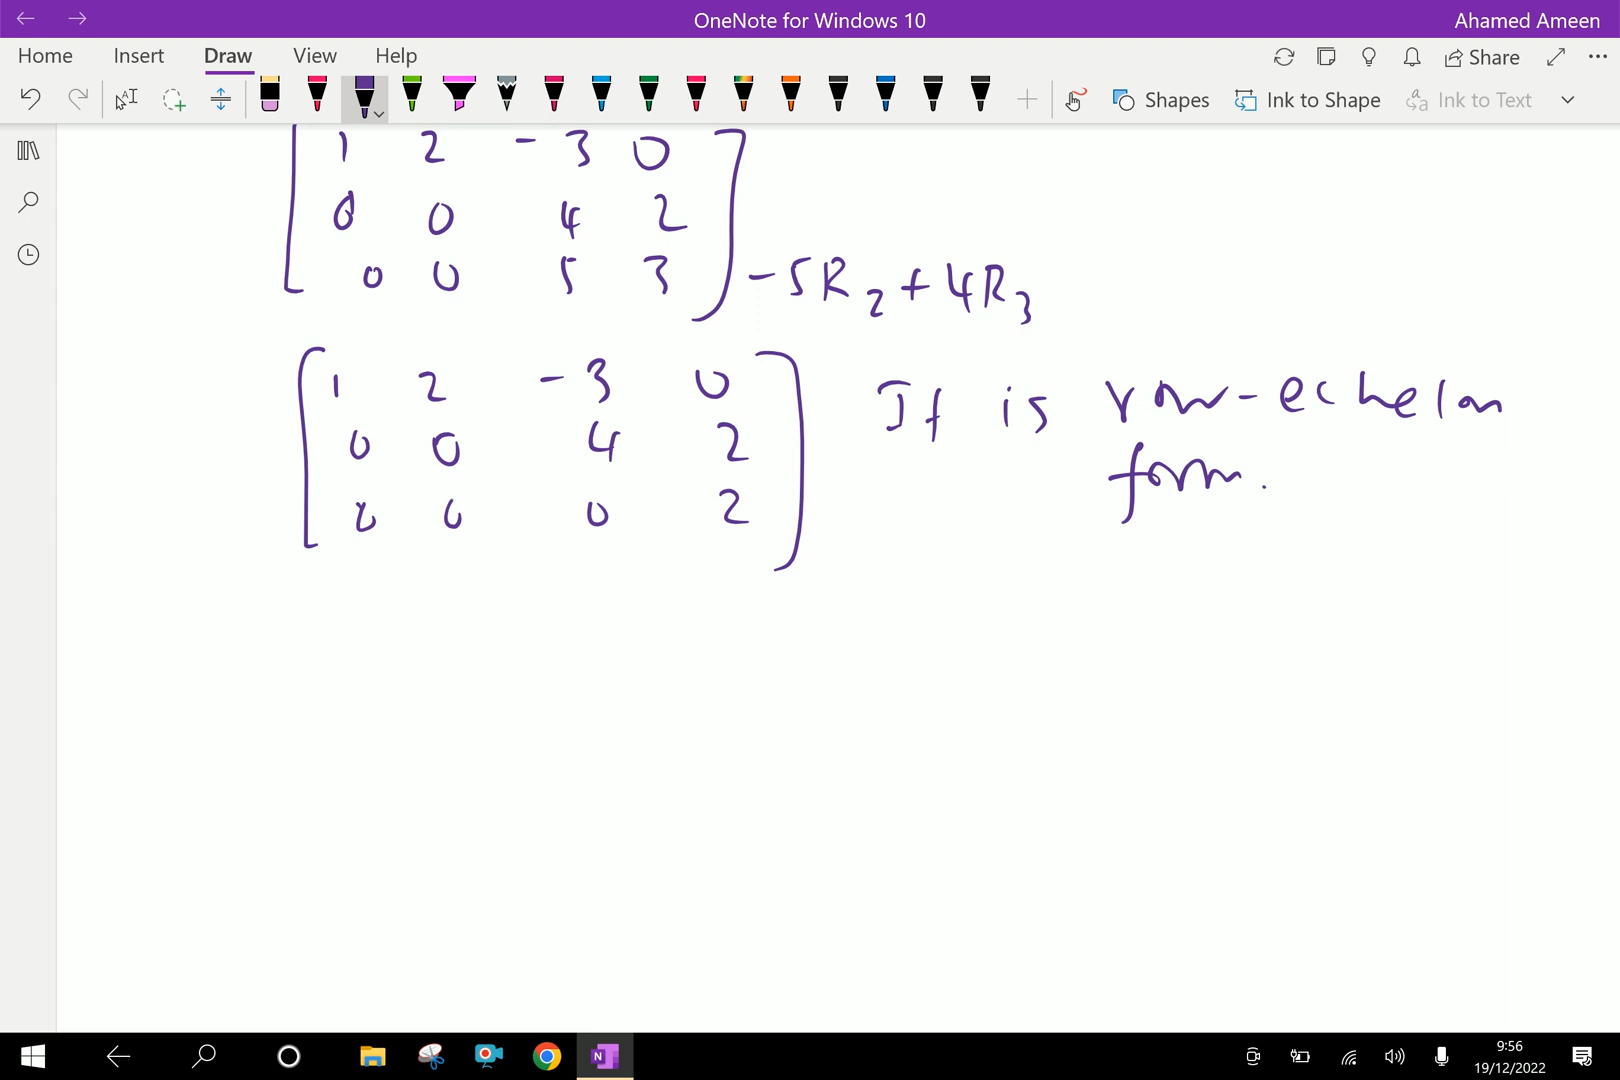 OneNote for Windows 10
Ahamed Ameen
Home Insert Draw View Help
Share
Shapes Ink to Shape Ink to Text
1 2 -3 0
0 0 4 2
0 0 5 3
-5R2 + 4R3
1 2 -3 0
0 0 4 2
0 0 0 2
It is row-echelon
form.
9:56
19/12/2022